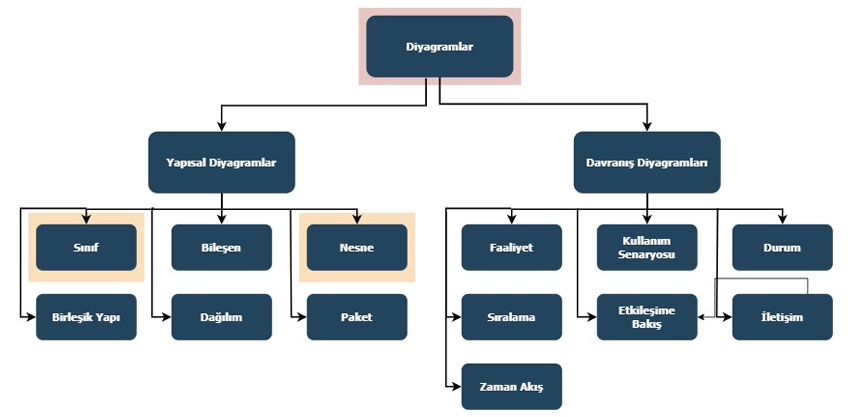 Diyagramlar
Yapısal Diyagramlar
Davranış Diyagramları
Sınıf
Bileşen
Nesne
Faaliyet
Kullanım
Senaryosu
Durum
Birleşik Yapı
Dağılım
Paket
Sıralama
Etkileşime
Bakış
İletişim
Zaman Akış